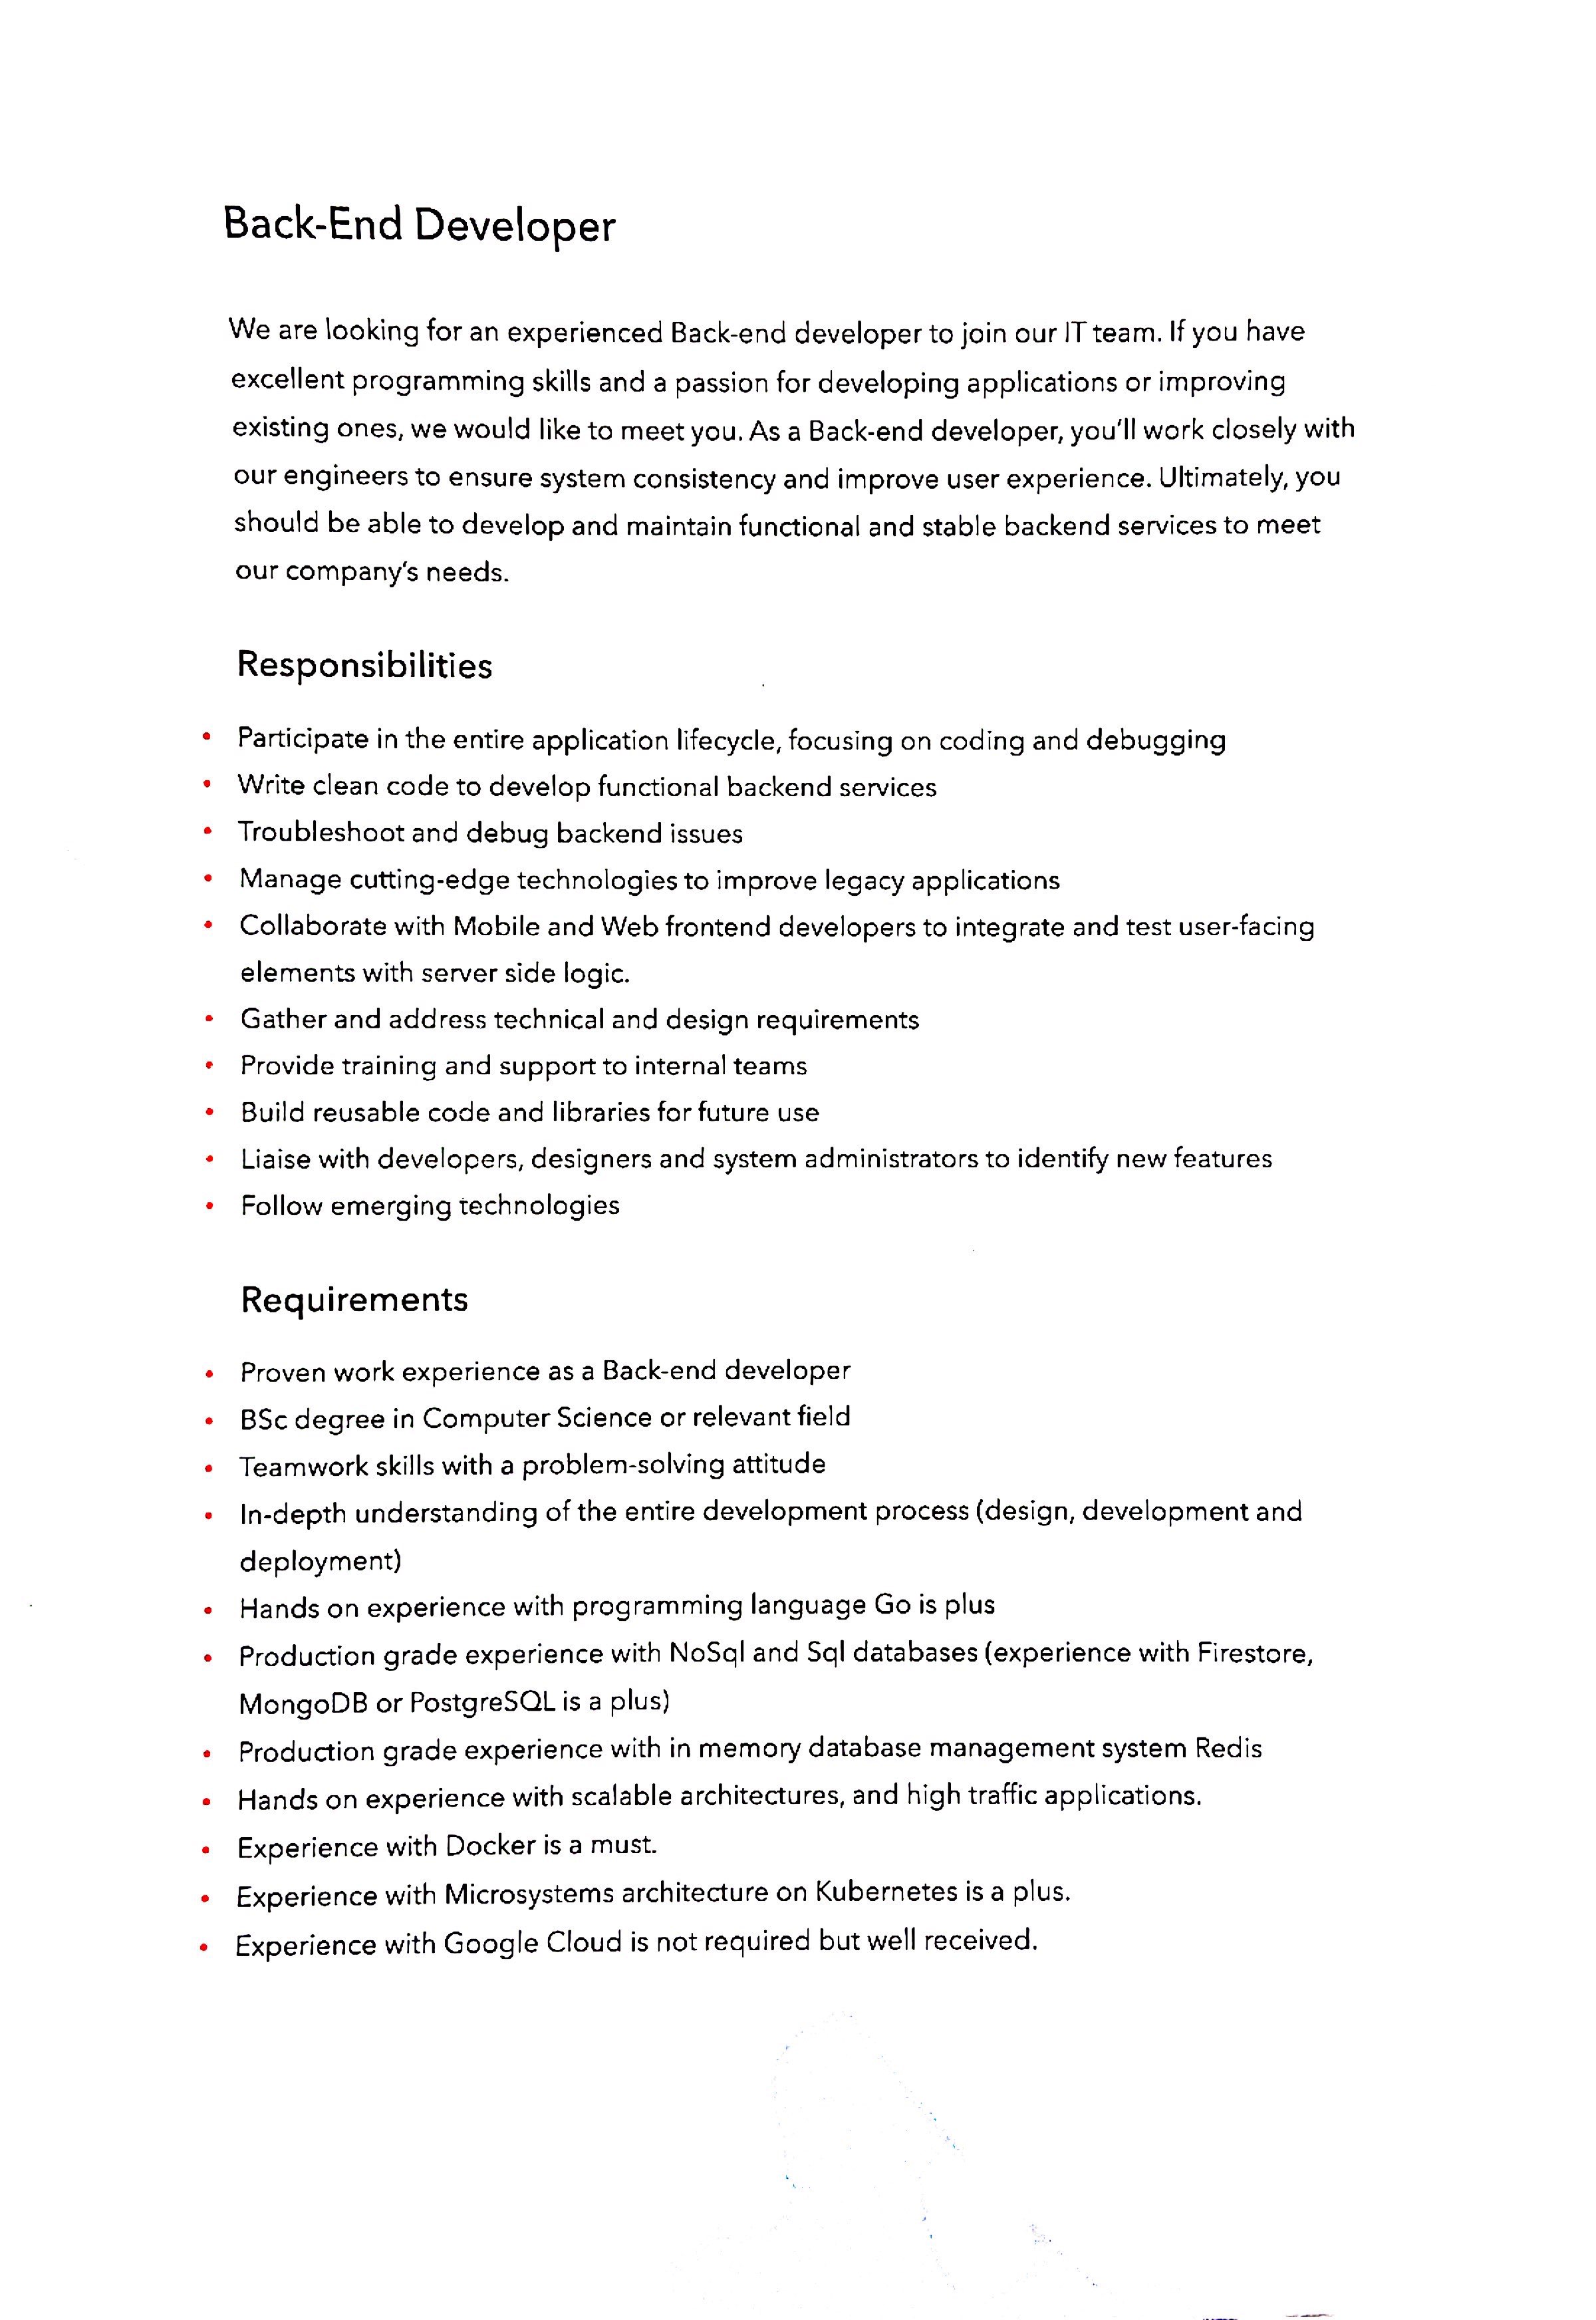 Back-End Developer
We are looking for an experienced Back-end developer to join our IT team. If you have
excellent programming skills and a passion for developing applications or improving
existing ones, we would like to meet you. As a Back-end developer, you'll work closely with
our engineers to ensure system consistency and improve user experience. Ultimately, you
should be able to develop and maintain functional and stable backend services to meet
our company's needs.
Responsibilities
• Participate in the entire application lifecycle, focusing on coding and debugging
• Write clean code to develop functional backend services
• Troubleshoot and debug backend issues
• Manage cutting-edge technologies to improve legacy applications
• Collaborate with Mobile and Web frontend developers to integrate and test user-facing
elements with server side logic.
• Gather and address technical and design requirements
• Provide training and support to internal teams
• Build reusable code and libraries for future use
• Liaise with developers, designers and system administrators to identify new features
• Follow emerging technologies
Requirements
• Proven work experience as a Back-end developer
• BSc degree in Computer Science or relevant field
• Teamwork skills with a problem-solving attitude
• In-depth understanding of the entire development process (design, development and
deployment)
• Hands on experience with programming language Go is plus
• Production grade experience with NoSql and Sql databases (experience with Firestore,
MongoDB or PostgreSQL is a plus)
• Production grade experience with in memory database management system Redis
• Hands on experience with scalable architectures, and high traffic applications.
• Experience with Docker is a must.
• Experience with Microsystems architecture on Kubernetes is a plus.
• Experience with Google Cloud is not required but well received.